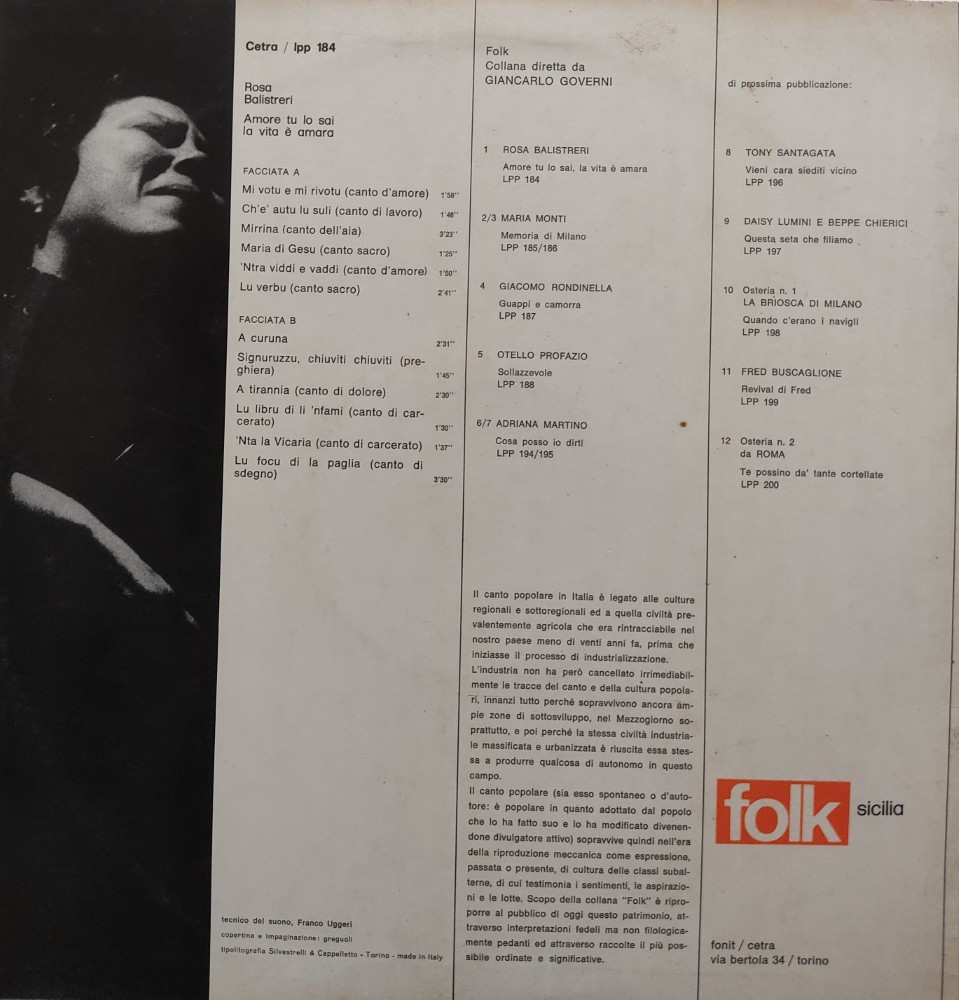 Cetra / lpp 184
Rosa
Balistreri
Amore tu lo sai
la vita è amara
FACCIATA A
Mi votu e mi rivotu (canto d'amore) 1'58''
Ch'e' autu lu suli (canto di lavoro) 1'48''
Mirrina (canto dell'aia) 3'23''
Maria di Gesu (canto sacro) 1'25''
'Ntra viddi e vaddi (canto d'amore) 1'50''
Lu verbu (canto sacro) 2'41''
FACCIATA B
A curuna 2'31''
Signuruzzu, chiuviti chiuviti (pre-
ghiera) 1'45''
A tirannia (canto di dolore) 2'30''
Lu libru di li 'nfami (canto di car-
cerato) 1'30''
'Nta la Vicaria (canto di carcerato) 1'37''
Lu focu di la paglia (canto di
sdegno) 3'30''
tecnico del suono, Franco Uggeri
copertina e impaginazione: greguoli
tipolitografia Silvestrelli & Cappelletto - Torino - made in Italy
Folk
Collana diretta da
GIANCARLO GOVERNI
1 ROSA BALISTRERI
Amore tu lo sai, la vita è amara
LPP 184
2/3 MARIA MONTI
Memoria di Milano
LPP 185/186
4 GIACOMO RONDINELLA
Guappi e camorra
LPP 187
5 OTELLO PROFAZIO
Sollazzevole
LPP 188
6/7 ADRIANA MARTINO
Cosa posso io dirti
LPP 194/195
Il canto popolare in Italia è legato alle culture
regionali e sottoregionali ed a quella civiltà pre-
valentemente agricola che era rintracciabile nel
nostro paese meno di venti anni fa, prima che
iniziasse il processo di industrializzazione.
L'industria non ha però cancellato irrimediabil-
mente le tracce del canto e della cultura popola-
ri, innanzi tutto perché sopravvivono ancora am-
pie zone di sottosviluppo, nel Mezzogiorno so-
prattutto, e poi perché la stessa civiltà industria-
le massificata e urbanizzata è riuscita essa stes-
sa a produrre qualcosa di autonomo in questo
campo.
Il canto popolare (sia esso spontaneo o d'auto-
tore: è popolare in quanto adottato dal popolo
che lo ha fatto suo e lo ha modificato divenen-
done divulgatore attivo) sopravvive quindi nell'era
della riproduzione meccanica come espressione,
passata o presente, di cultura delle classi subal-
terne, di cui testimonia i sentimenti, le aspirazio-
ni e le lotte. Scopo della collana "Folk" è ripro-
porre al pubblico di oggi questo patrimonio, at-
traverso interpretazioni fedeli ma non filologica-
mente pedanti ed attraverso raccolte il più pos-
sibile ordinate e significative.
di prossima pubblicazione:
8 TONY SANTAGATA
Vieni cara siediti vicino
LPP 196
9 DAISY LUMINI E BEPPE CHIERICI
Questa seta che filiamo
LPP 197
10 Osteria n. 1
LA BRIOSCA DI MILANO
Quando c'erano i navigli
LPP 198
11 FRED BUSCAGLIONE
Revival di Fred
LPP 199
12 Osteria n. 2
da ROMA
Te possino da' tante cortellate
LPP 200
folk sicilia
fonit / cetra
via bertola 34 / torino